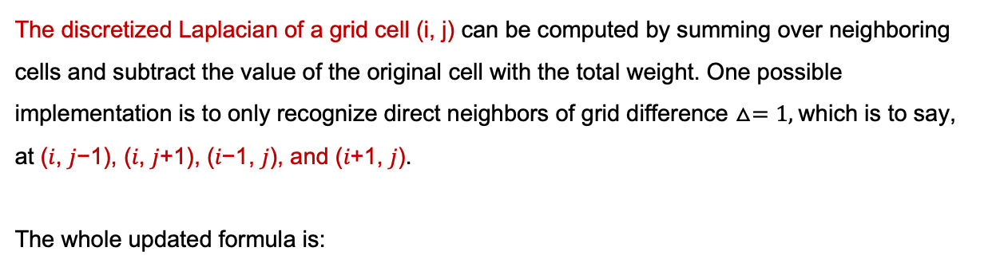 The discretized Laplacian of a grid cell (i, j) can be computed by summing over neighboring
cells and subtract the value of the original cell with the total weight. One possible
implementation is to only recognize direct neighbors of grid difference △= 1, which is to say,
at (i, j−1), (i, j+1), (i−1, j), and (i+1, j).
The whole updated formula is: